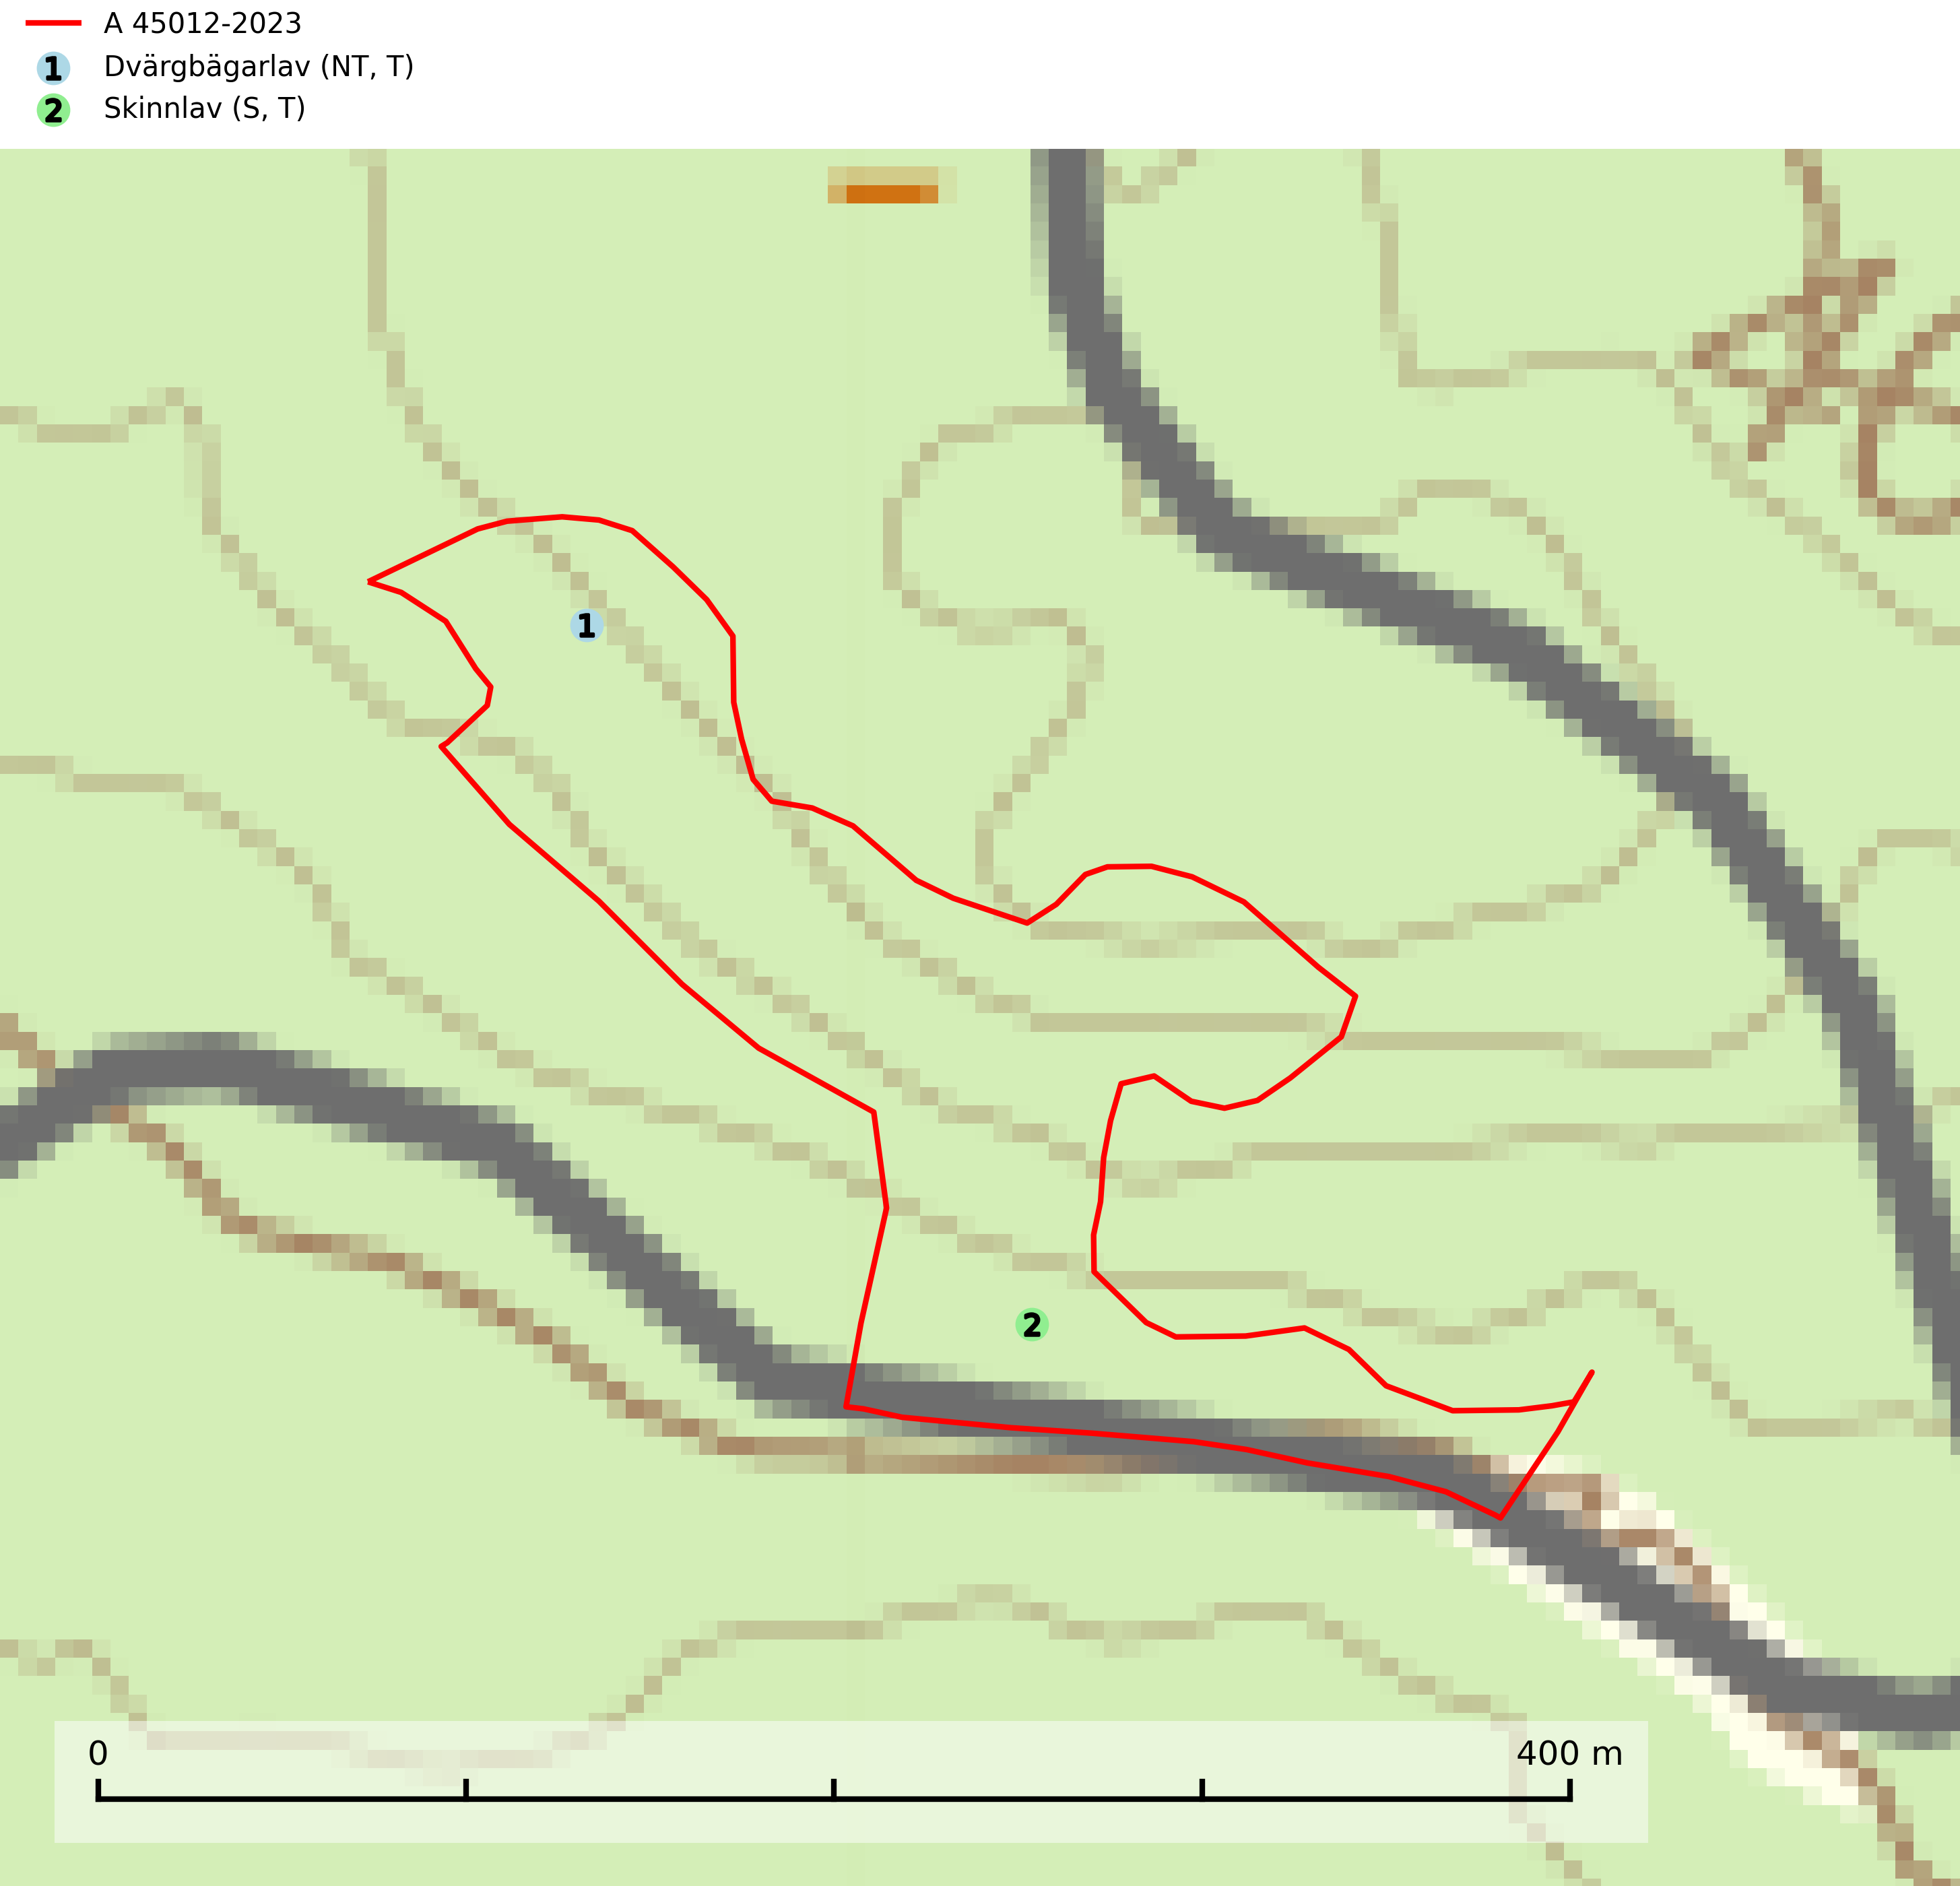 A 45012-2023
1 Dvärgbägarlav (NT, T)
2 Skinnlav (S, T)
1
2
0 400 m